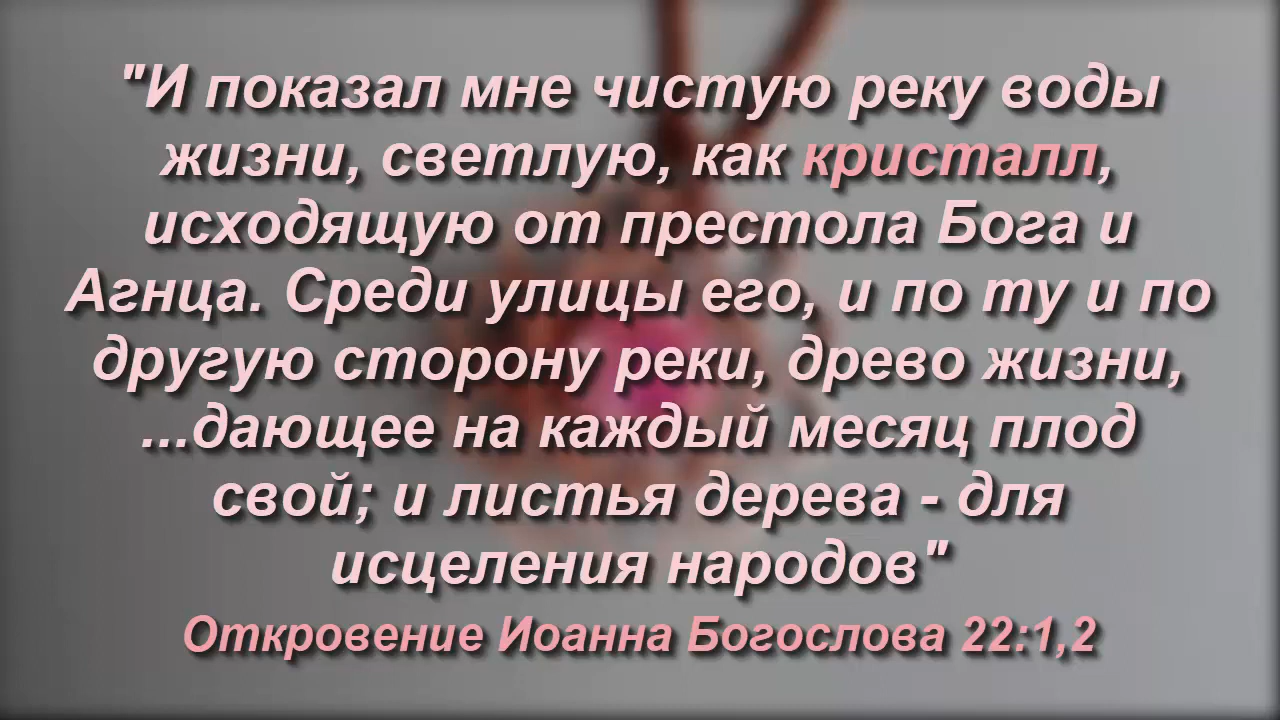 "И показал мне чистую реку воды
жизни, светлую, как кристалл,
исходящую от престола Бога и
Агнца. Среди улицы его, и по ту и по
другую сторону реки, древо жизни,
...дающее на каждый месяц плод
свой; и листья дерева - для
исцеления народов"
Откровение Иоанна Богослова 22:1,2